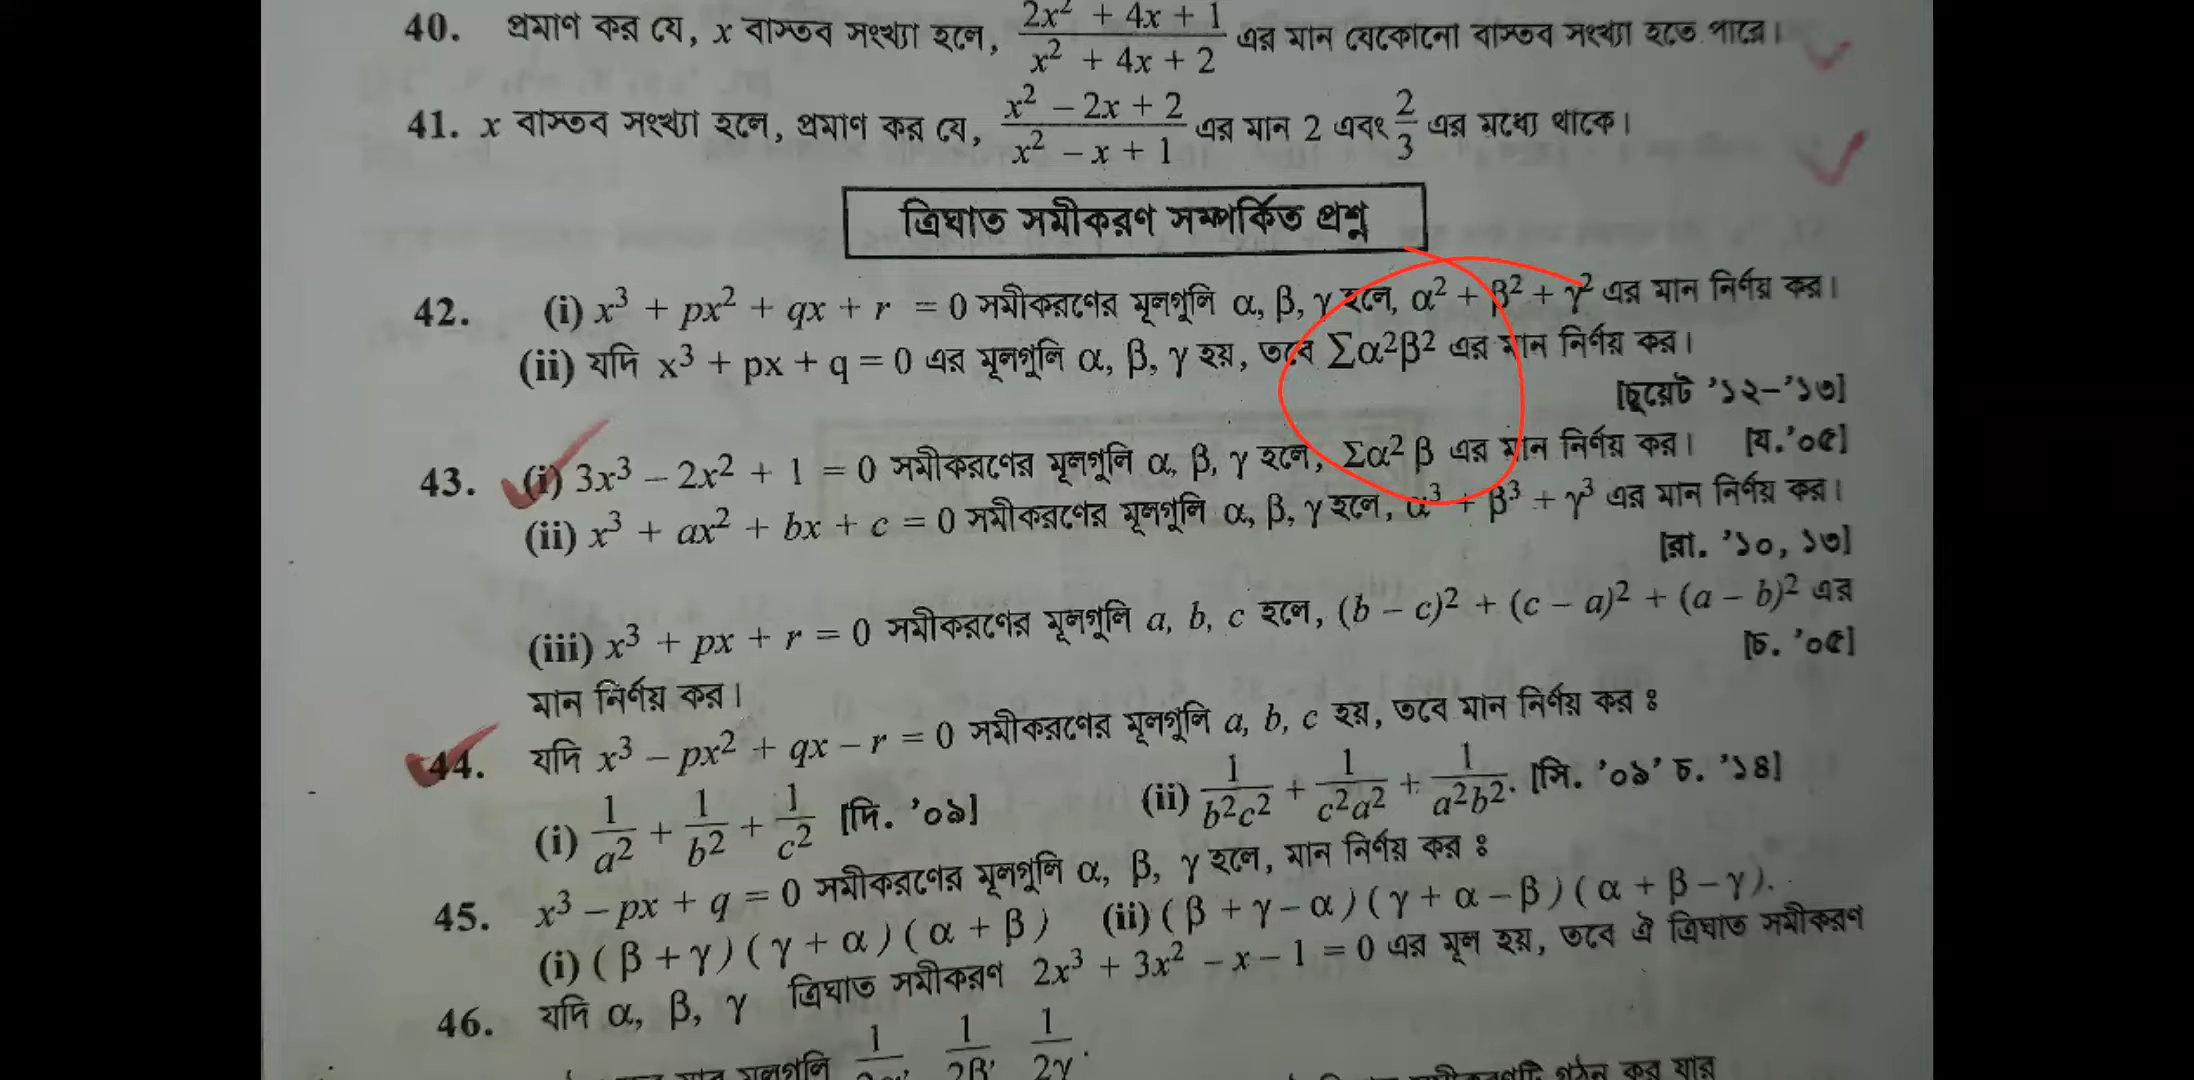 40. প্রমাণ কর যে, x বাস্তব সংখ্যা হলে, (2x² + 4x + 1)/(x² + 4x + 2) এর মান যেকোনো বাস্তব সংখ্যা হতে পারে।
41. x বাস্তব সংখ্যা হলে, প্রমাণ কর যে, (x² – 2x + 2)/(x² – x + 1) এর মান 2 এবং 2/3 এর মধ্যে থাকে।
ত্রিঘাত সমীকরণ সম্পর্কিত প্রশ্ন
42. (i) x³ + px² + qx + r = 0 সমীকরণের মূলগুলি α, β, γ হলে, α² + β² + γ² এর মান নির্ণয় কর।
(ii) যদি x³ + px + q = 0 এর মূলগুলি α, β, γ হয়, তবে Σα²β² এর মান নির্ণয় কর।
[চুয়েট ’১২–’১৩]
43. (i) 3x³ – 2x² + 1 = 0 সমীকরণের মূলগুলি α, β, γ হলে, Σα²β এর মান নির্ণয় কর। [য.’০৫]
(ii) x³ + ax² + bx + c = 0 সমীকরণের মূলগুলি α, β, γ হলে, α³ + β³ + γ³ এর মান নির্ণয় কর।
[রা. ’১০, ১৩]
(iii) x³ + px + r = 0 সমীকরণের মূলগুলি a, b, c হলে, (b – c)² + (c – a)² + (a – b)² এর
মান নির্ণয় কর। [চ. ’০৫]
44. যদি x³ – px² + qx – r = 0 সমীকরণের মূলগুলি a, b, c হয়, তবে মান নির্ণয় কর ঃ
(i) 1/a² + 1/b² + 1/c² [দি. ’০৯] (ii) 1/b²c² + 1/c²a² + 1/a²b². [সি. ’০৯’ চ. ’১৪]
45. x³ – px + q = 0 সমীকরণের মূলগুলি α, β, γ হলে, মান নির্ণয় কর ঃ
(i) (β + γ) (γ + α) (α + β) (ii) (β + γ – α) (γ + α – β) (α + β – γ).
46. যদি α, β, γ ত্রিঘাত সমীকরণ 2x³ + 3x² – x – 1 = 0 এর মূল হয়, তবে ঐ ত্রিঘাত সমীকরণ